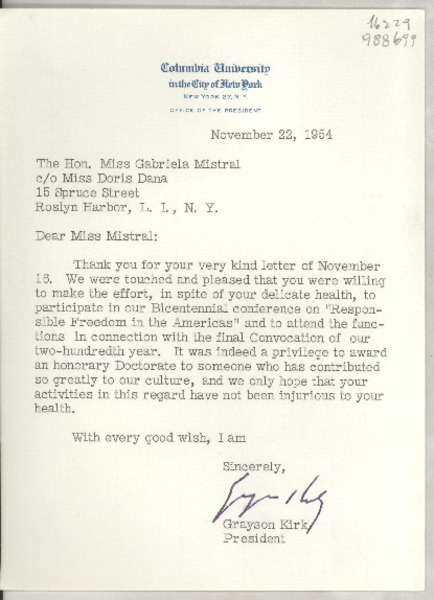 16229
988699
Columbia University
in the City of New York
NEW YORK 27, N.Y.
OFFICE OF THE PRESIDENT
November 22, 1954
The Hon. Miss Gabriela Mistral
c/o Miss Doris Dana
15 Spruce Street
Roslyn Harbor, L. I., N. Y.
Dear Miss Mistral:
Thank you for your very kind letter of November
15. We were touched and pleased that you were willing
to make the effort, in spite of your delicate health, to
participate in our Bicentennial conference on "Respon-
sible Freedom in the Americas" and to attend the func-
tions in connection with the final Convocation of our
two-hundredth year. It was indeed a privilege to award
an honorary Doctorate to someone who has contributed
so greatly to our culture, and we only hope that your
activities in this regard have not been injurious to your
health.
With every good wish, I am
Sincerely,
Grayson Kirk
President